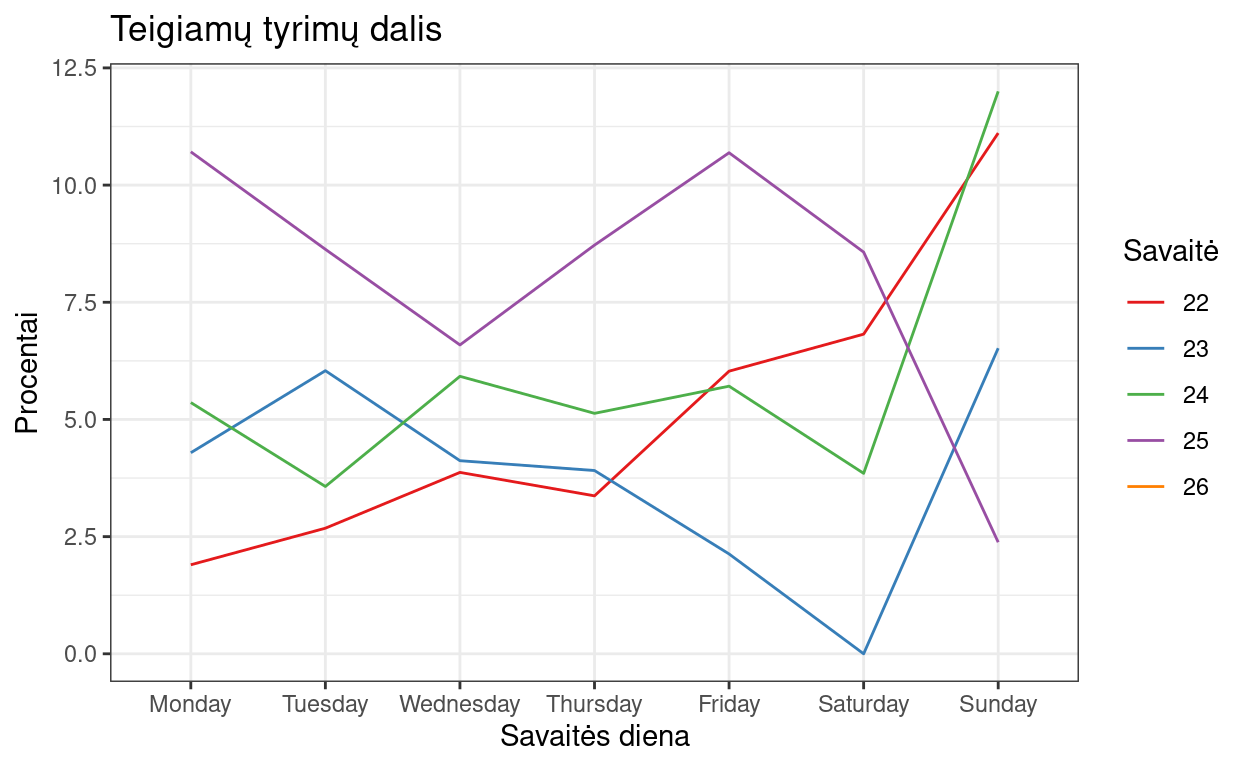 Teigiamų tyrimų dalis
12.5
10.0
7.5
5.0
2.5
0.0
Procentai
Monday Tuesday Wednesday Thursday Friday Saturday Sunday
Savaitės diena
Savaitė
22
23
24
25
26